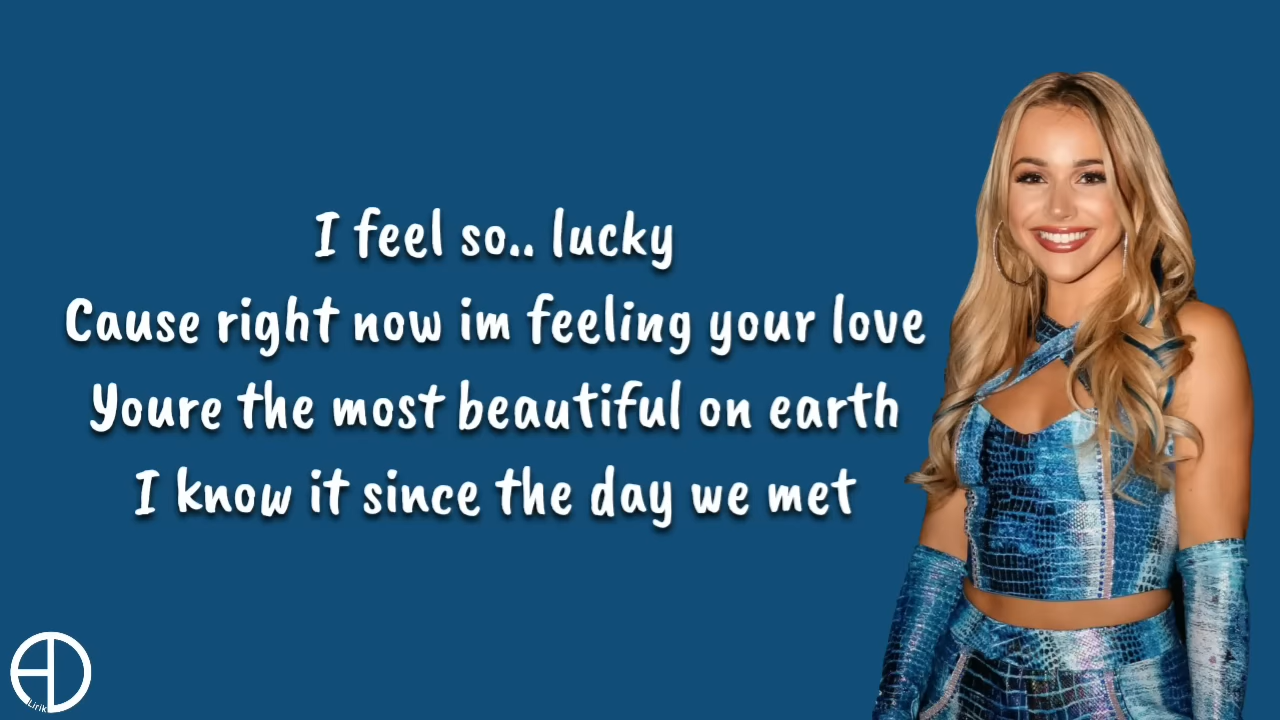 I feel so.. lucky
Cause right now im feeling your love
Youre the most beautiful on earth
I know it since the day we met
Lirik